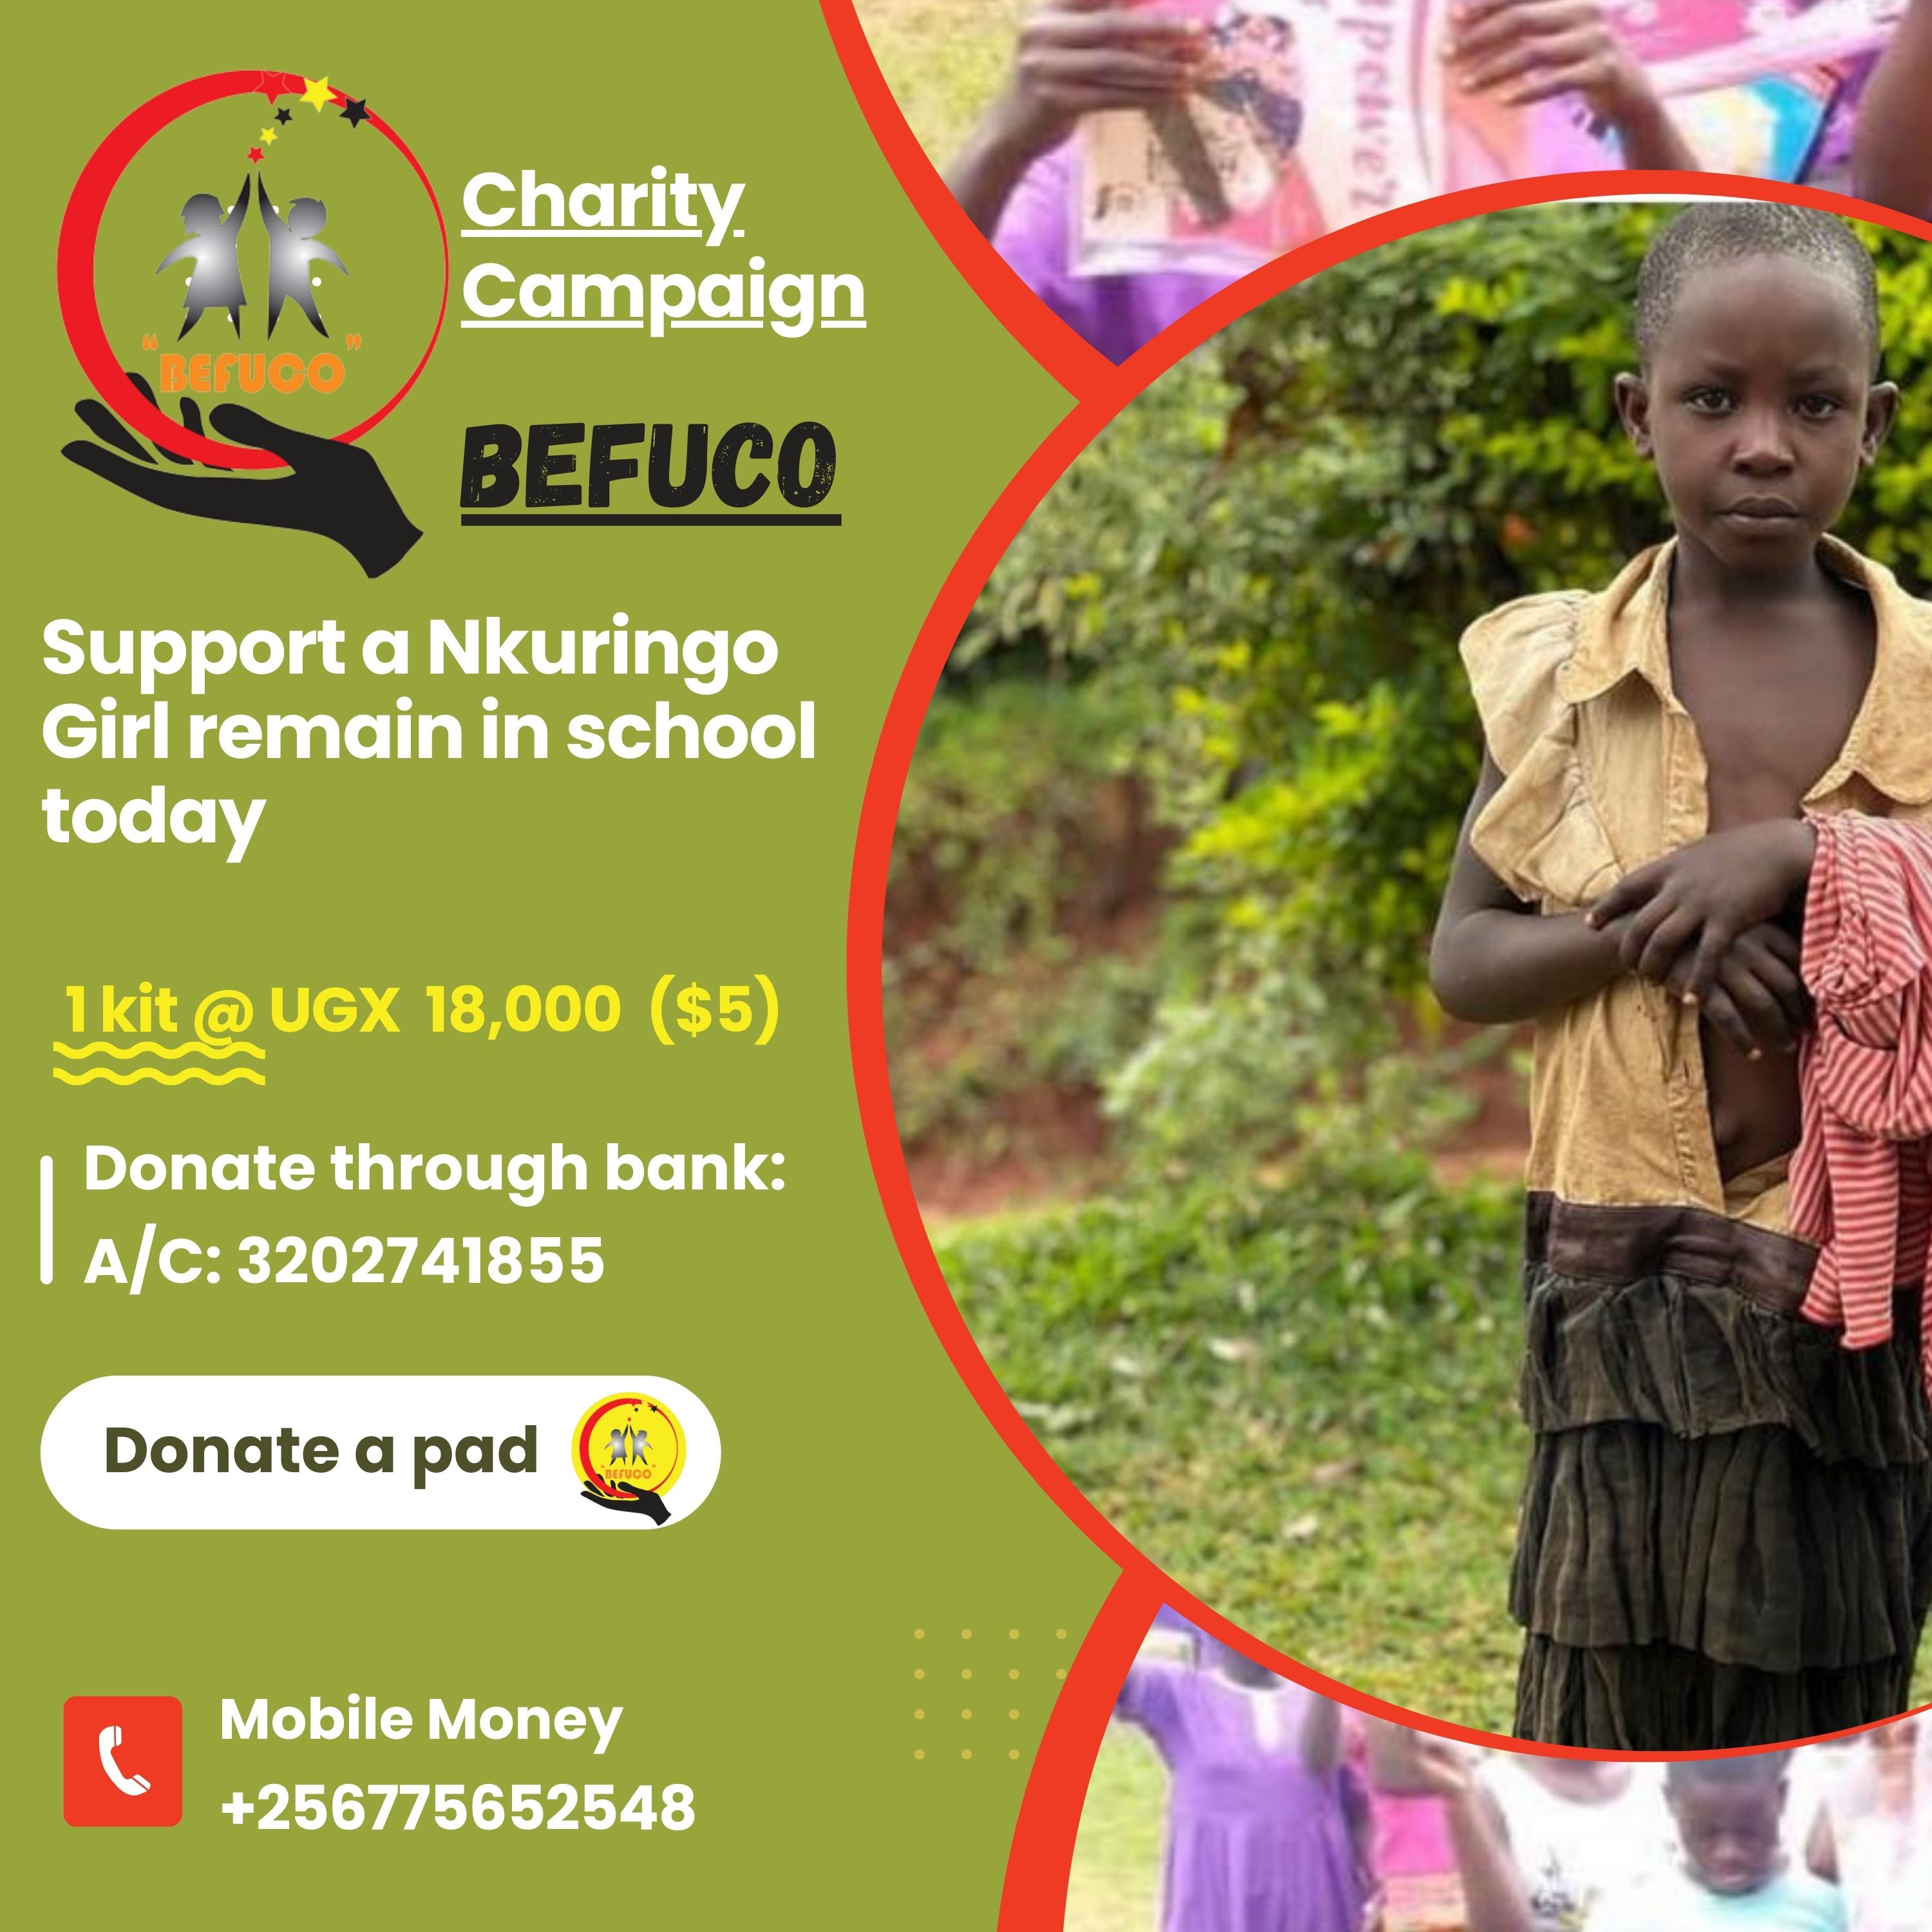 Charity
Campaign
"BEFUCO"
BEFUCO
Support a Nkuringo
Girl remain in school
today
1 kit @ UGX 18,000 ($5)
Donate through bank:
A/C: 3202741855
Donate a pad
"BEFUCO"
Mobile Money
+256775652548